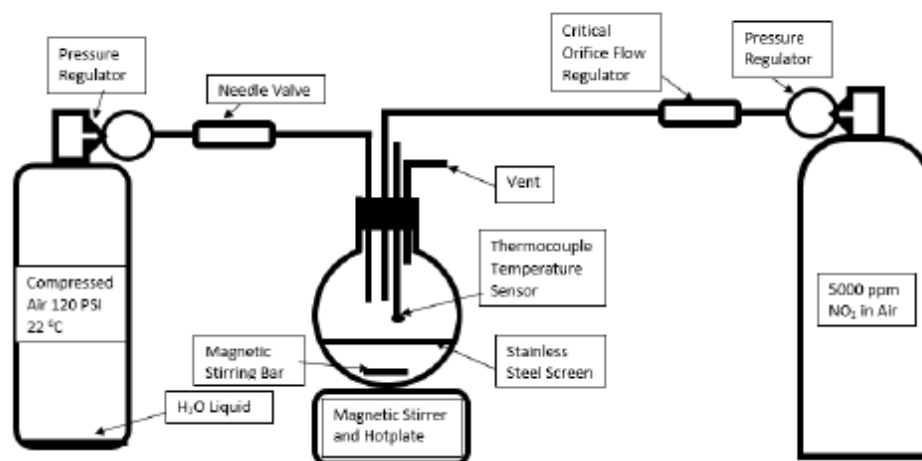 Pressure
Regulator
Needle Valve
Critical
Orifice Flow
Regulator
Pressure
Regulator
Vent
Thermocouple
Temperature
Sensor
Compressed
Air 120 PSI
22 ⁰C
5000 ppm
NO₂ in Air
Magnetic
Stirring Bar
Stainless
Steel Screen
H₂O Liquid
Magnetic Stirrer
and Hotplate